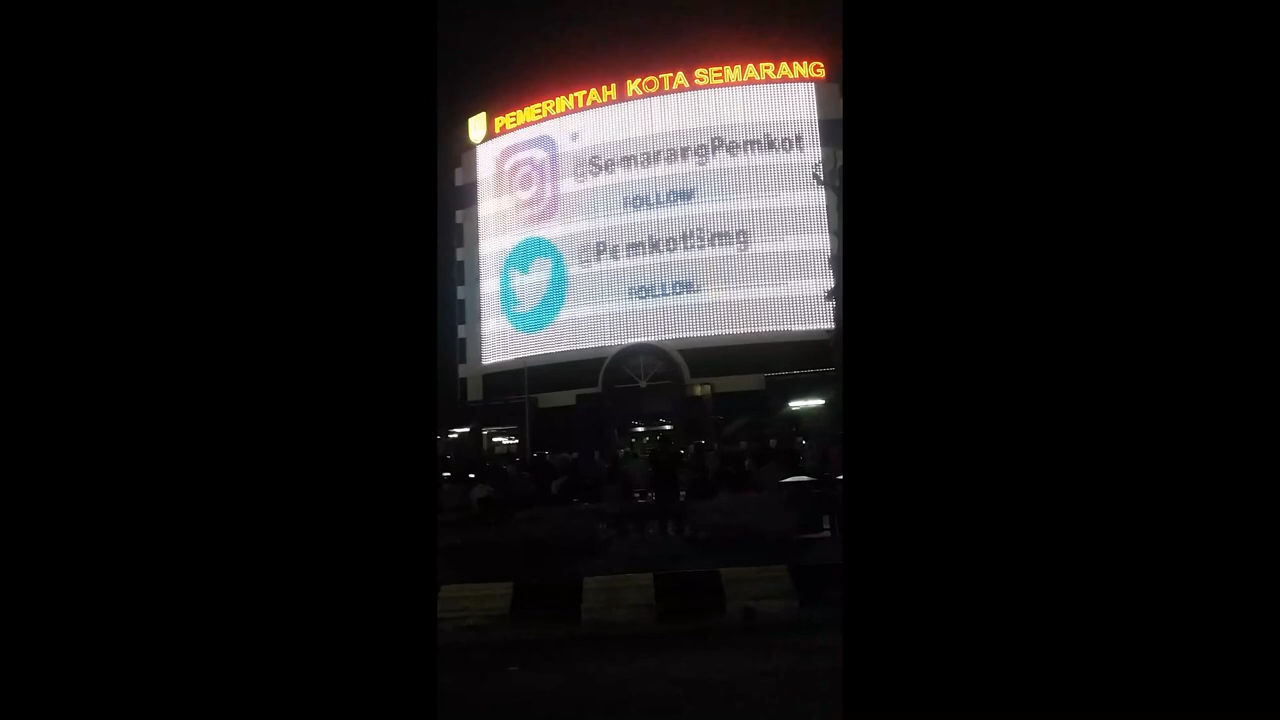 PEMERINTAH KOTA SEMARANG
@SemarangPemkot
FOLLOW
@PemkotSmg
FOLLOW